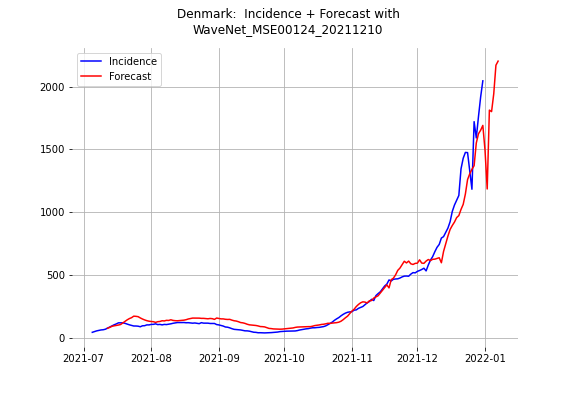 Denmark:  Incidence + Forecast with
WaveNet_MSE00124_20211210
Incidence
Forecast
2000
1500
1000
500
0
2021-07 2021-08 2021-09 2021-10 2021-11 2021-12 2022-01